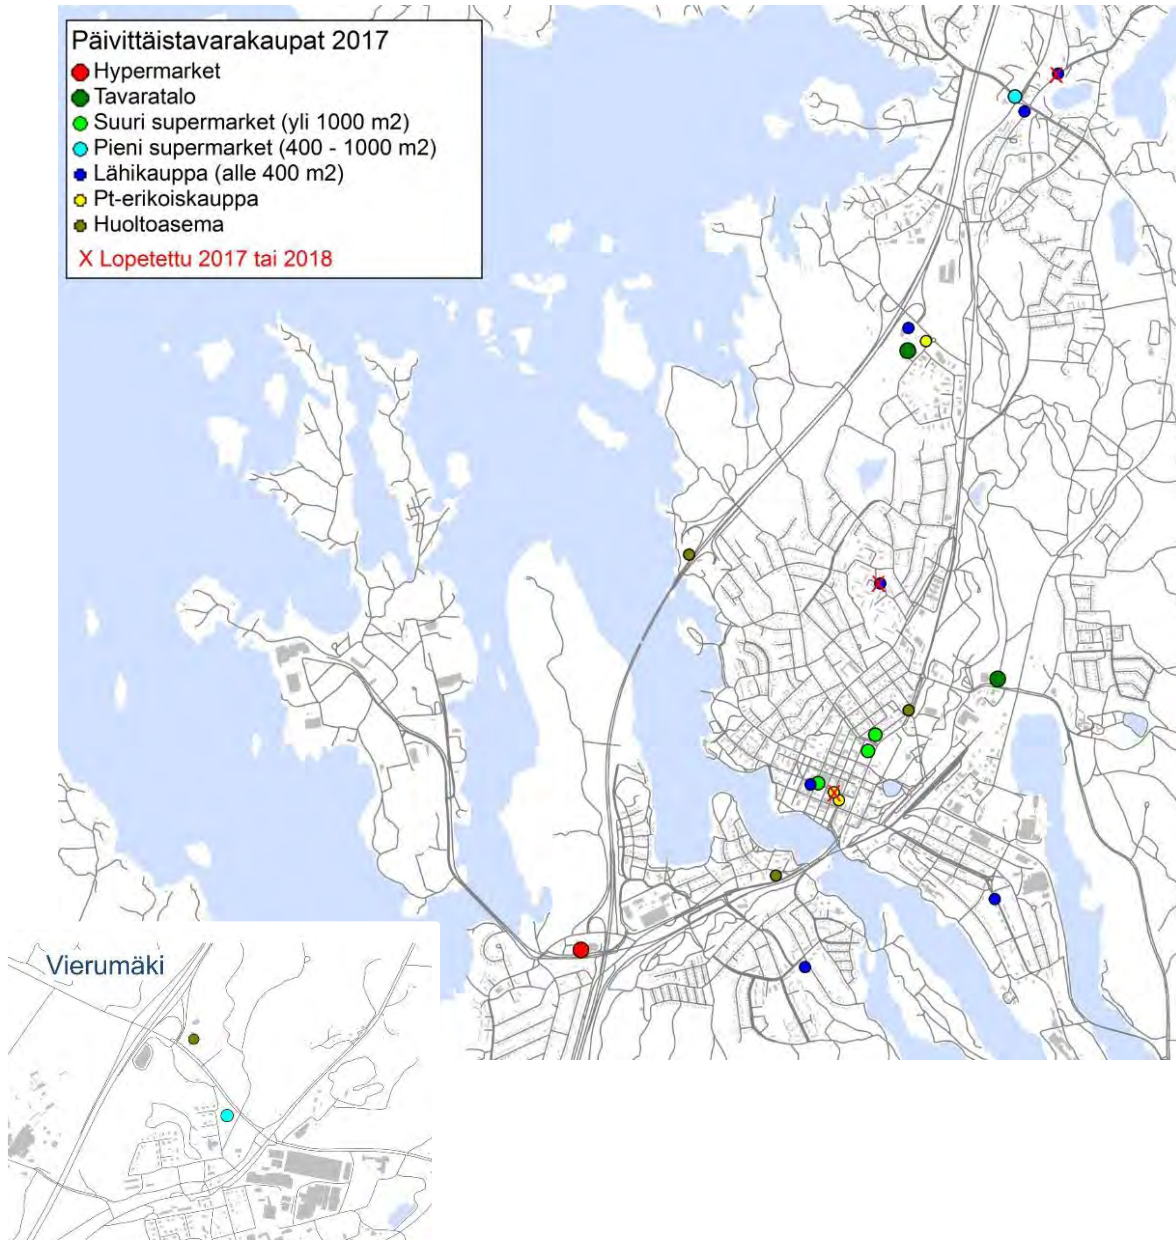 Päivittäistavarakaupat 2017
Hypermarket
Tavaratalo
Suuri supermarket (yli 1000 m2)
Pieni supermarket (400 - 1000 m2)
Lähikauppa (alle 400 m2)
Pt-erikoiskauppa
Huoltoasema
X Lopetettu 2017 tai 2018
Vierumäki